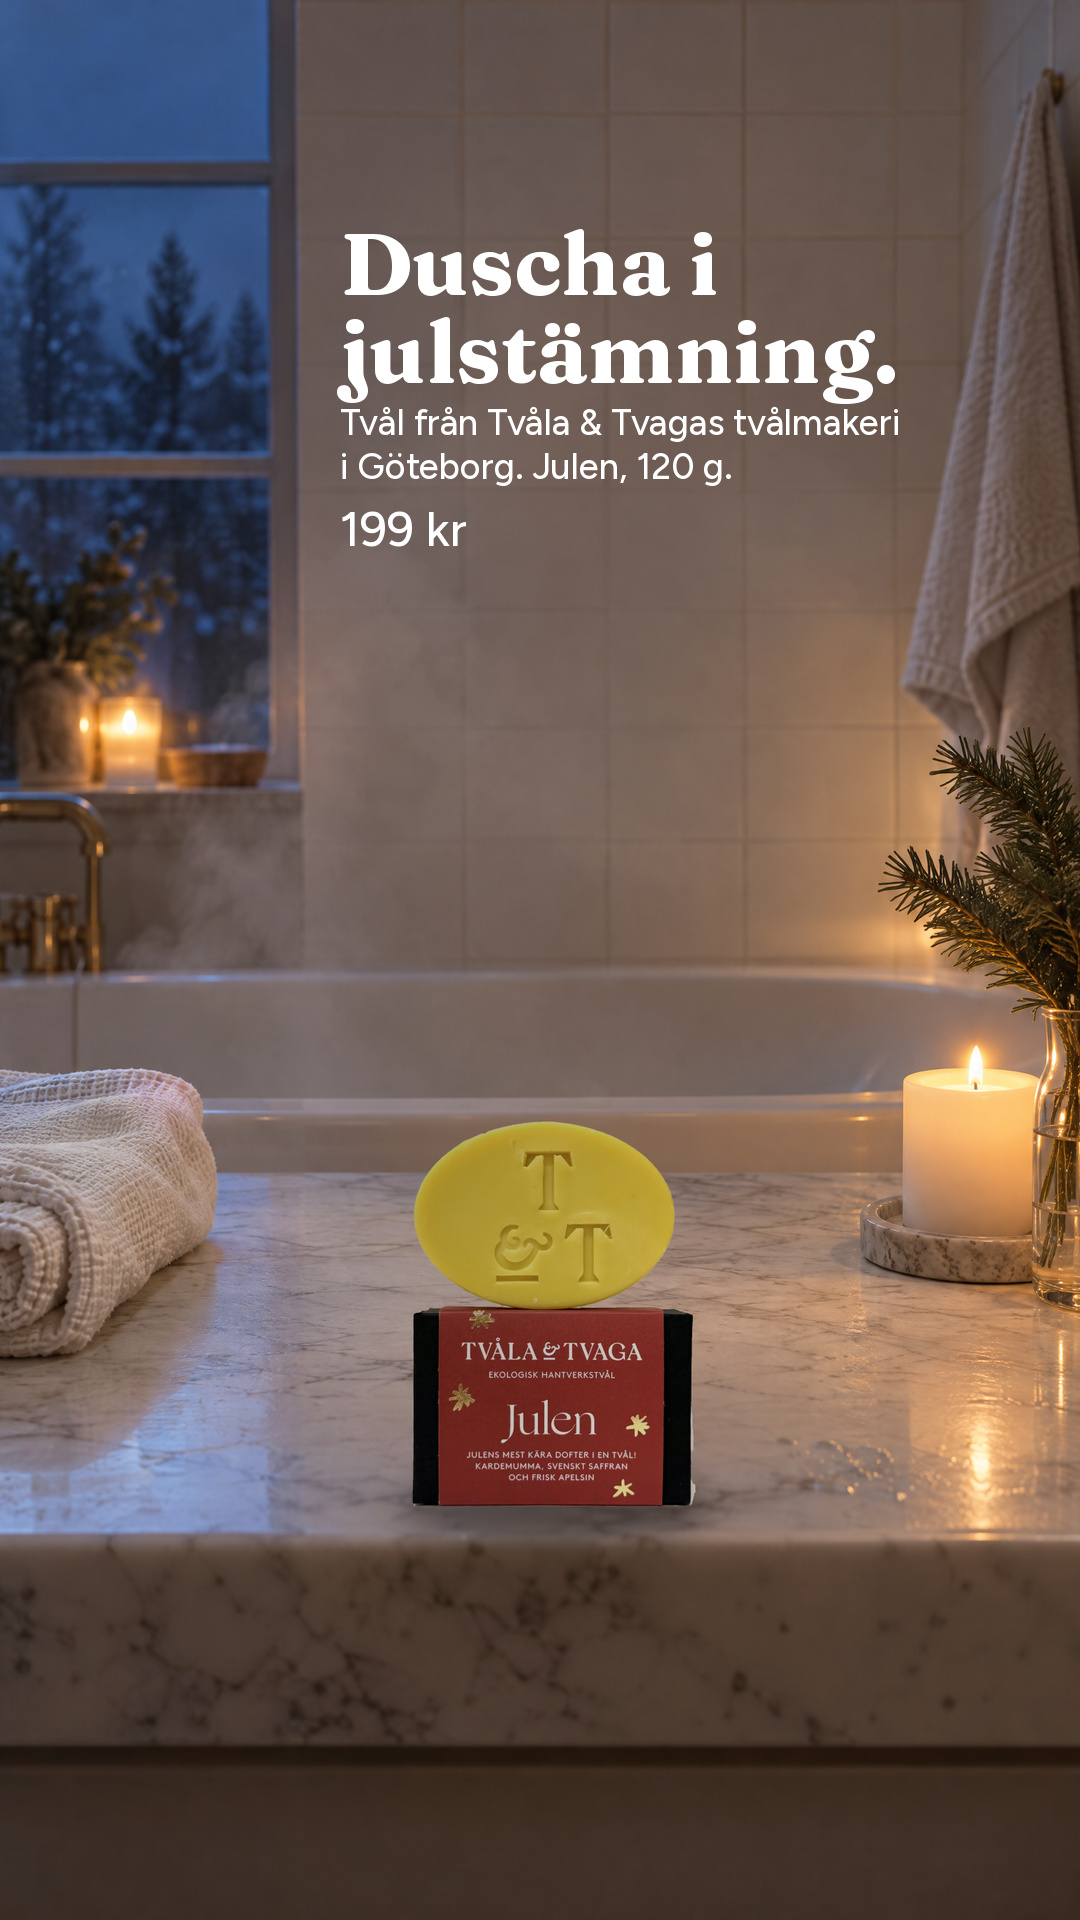 Duscha i
julstämning.
Tvål från Tvåla & Tvagas tvålmakeri
i Göteborg. Julen, 120 g.
199 kr
T
& T
TVÅLA & TVAGA
EKOLOGISK HANTVERKSTVÅL
Julen
JULENS MEST KÄRA DOFTER I EN TVÅL!
KARDEMUMMA, SVENSKT SAFFRAN
OCH FRISK APELSIN